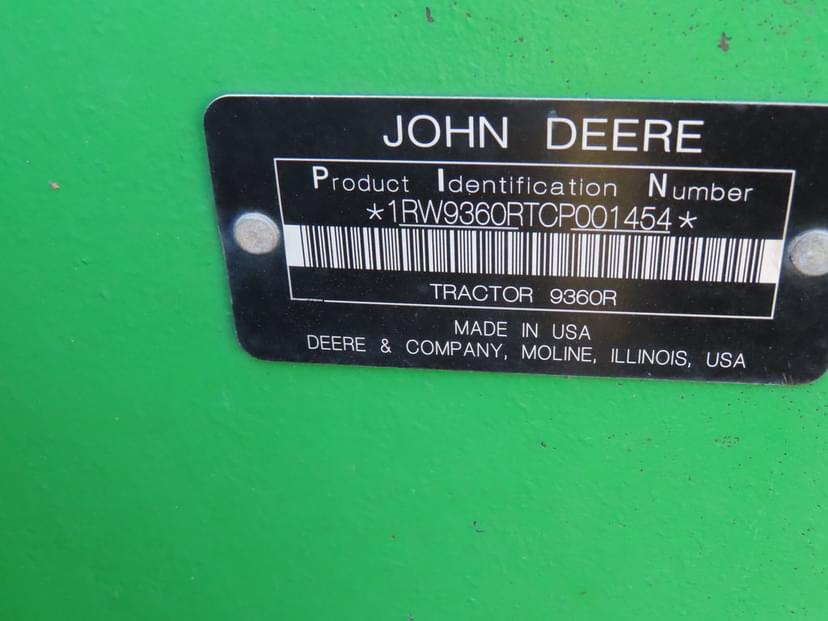 JOHN DEERE
Product Identification Number
*1RW9360RTCP001454*
TRACTOR 9360R
MADE IN USA
DEERE & COMPANY, MOLINE, ILLINOIS, USA